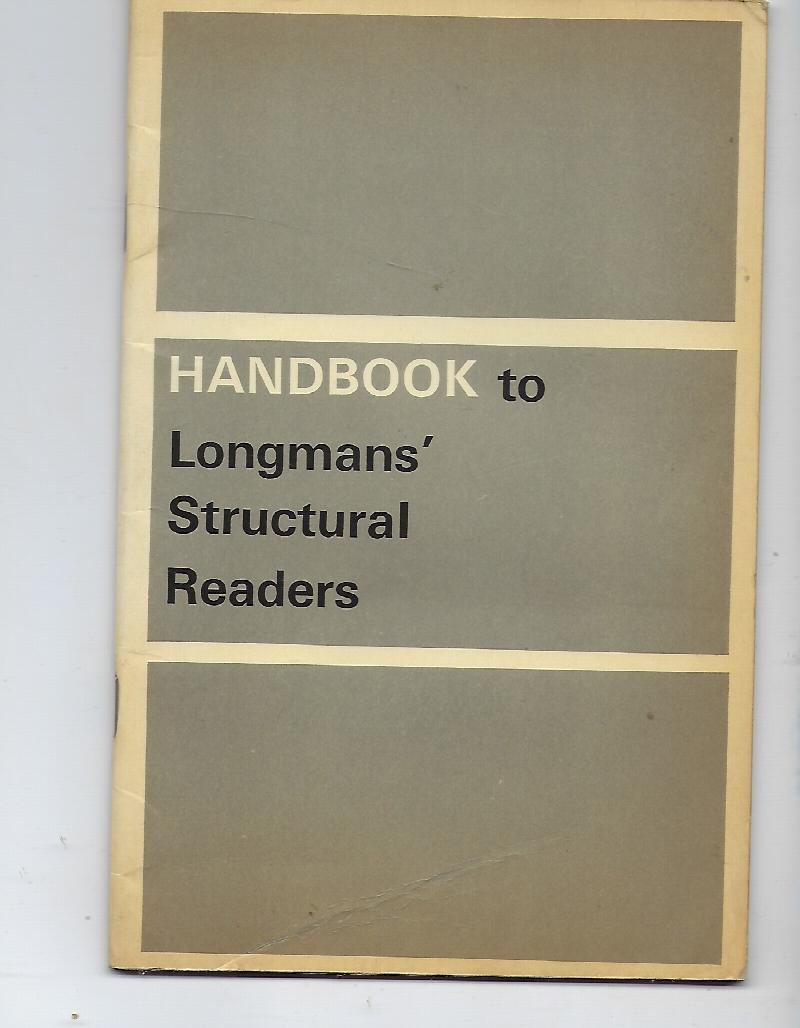 HANDBOOK to
Longmans’
Structural
Readers